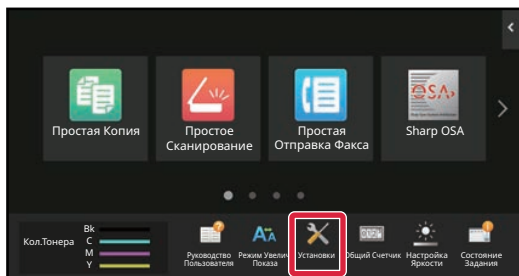 Простая Копия
Простое
Сканирование
Простая
Отправка Факса
OSA
Sharp OSA
Кол.Тонера
Bk
C
M
Y
Руководство
Пользователя
Режим Увелич
Показа
Установки
Общий Счетчик
Настройка
Яркости
Состояние
Задания